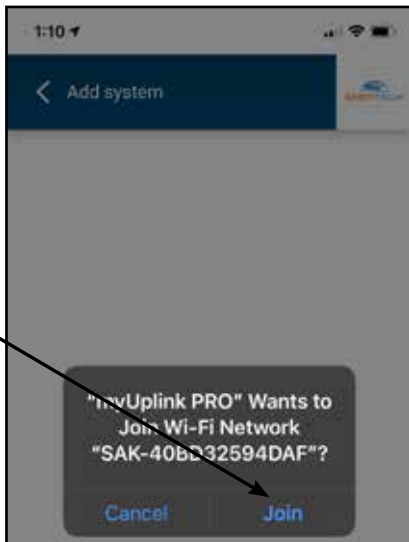 1:10
Add system
"myUplink PRO" Wants to
Join Wi-Fi Network
"SAK-40BD32594DAF"?
Cancel Join